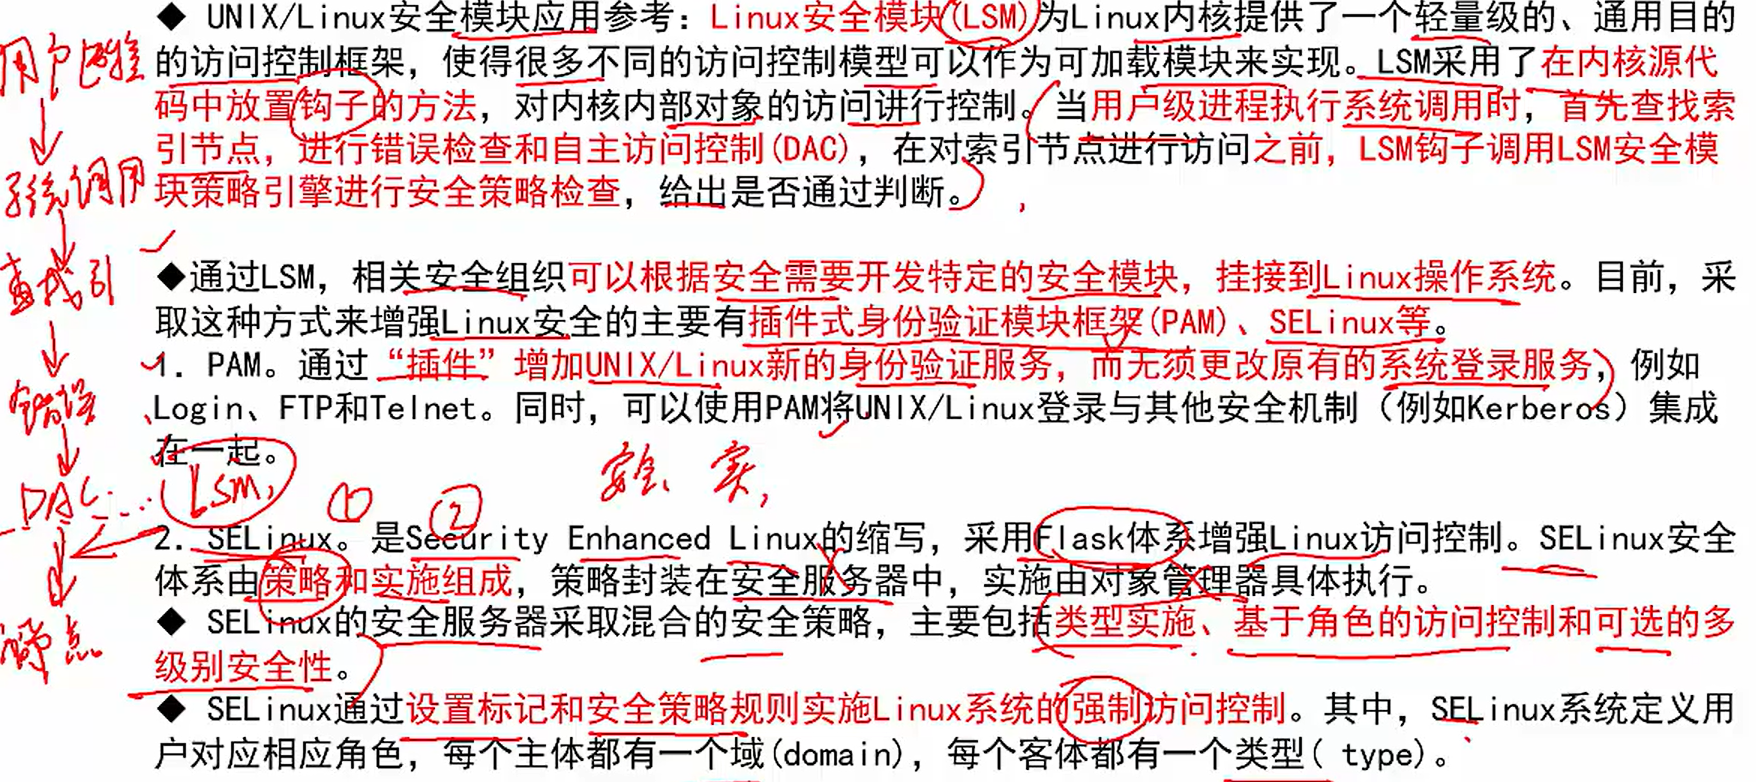 ◆ UNIX/Linux安全模块应用参考：Linux安全模块(LSM)为Linux内核提供了一个轻量级的、通用目的
的访问控制框架，使得很多不同的访问控制模型可以作为可加载模块来实现。LSM采用了在内核源代
码中放置钩子的方法，对内核内部对象的访问进行控制。当用户级进程执行系统调用时，首先查找索
引节点，进行错误检查和自主访问控制(DAC)，在对索引节点进行访问之前，LSM钩子调用LSM安全模
块策略引擎进行安全策略检查，给出是否通过判断。
◆通过LSM，相关安全组织可以根据安全需要开发特定的安全模块，挂接到Linux操作系统。目前，采
取这种方式来增强Linux安全的主要有插件式身份验证模块框架(PAM)、SELinux等。
1. PAM。通过“插件”增加UNIX/Linux新的身份验证服务，而无须更改原有的系统登录服务，例如
Login、FTP和Telnet。同时，可以使用PAM将UNIX/Linux登录与其他安全机制（例如Kerberos）集成
在一起。
2. SELinux。是Security Enhanced Linux的缩写，采用Flask体系增强Linux访问控制。SELinux安全
体系由策略和实施组成，策略封装在安全服务器中，实施由对象管理器具体执行。
◆ SELinux的安全服务器采取混合的安全策略，主要包括类型实施、基于角色的访问控制和可选的多
级别安全性。
◆ SELinux通过设置标记和安全策略规则实施Linux系统的强制访问控制。其中，SELinux系统定义用
户对应相应角色，每个主体都有一个域(domain)，每个客体都有一个类型( type)。
用户
系统调用
查找引
错误
DAC
LSM
①
②
安全、实